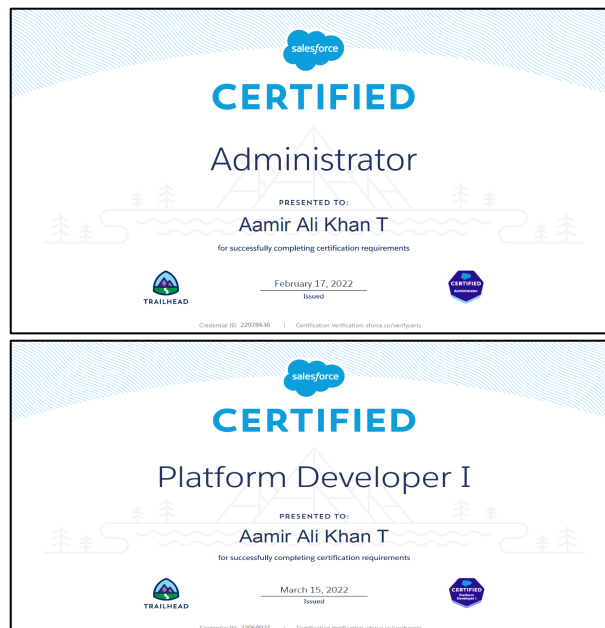 salesforce
CERTIFIED
Administrator
PRESENTED TO:
Aamir Ali Khan T
for successfully completing certification requirements
February 17, 2022
Issued
TRAILHEAD
CERTIFIED
Administrator
Credential ID: 22978436 | Certification Verification: sforce.co/verifycerts
salesforce
CERTIFIED
Platform Developer I
PRESENTED TO:
Aamir Ali Khan T
for successfully completing certification requirements
March 15, 2022
Issued
TRAILHEAD
CERTIFIED
Platform
Developer I